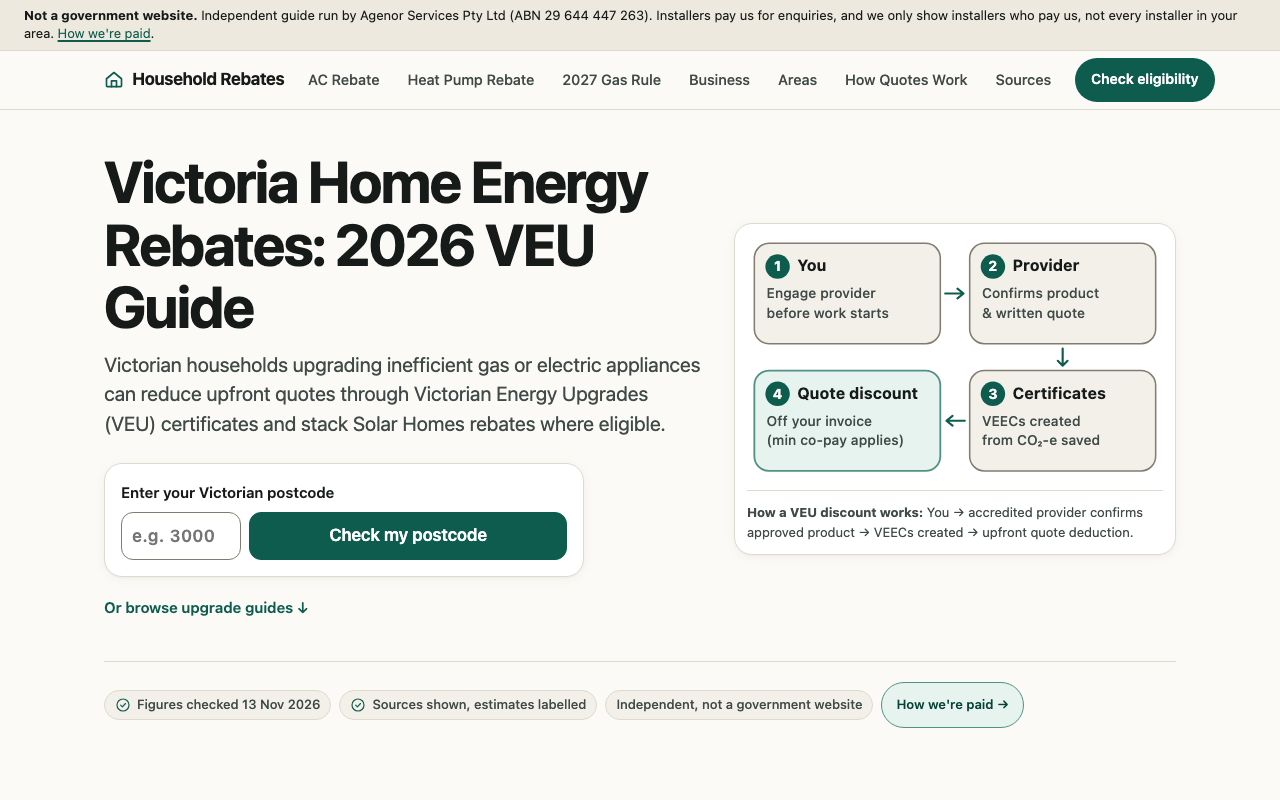 Not a government website. Independent guide run by Agenor Services Pty Ltd (ABN 29 644 447 263). Installers pay us for enquiries, and we only show installers who pay us, not every installer in your
area. How we're paid.
Household Rebates
AC Rebate
Heat Pump Rebate
2027 Gas Rule
Business
Areas
How Quotes Work
Sources
Check eligibility
Victoria Home Energy
Rebates: 2026 VEU
Guide
Victorian households upgrading inefficient gas or electric appliances
can reduce upfront quotes through Victorian Energy Upgrades
(VEU) certificates and stack Solar Homes rebates where eligible.
Enter your Victorian postcode
e.g. 3000
Check my postcode
Or browse upgrade guides ↓
1 You
Engage provider
before work starts
→
2 Provider
Confirms product
& written quote
↓
3 Certificates
VEECs created
from CO₂-e saved
←
4 Quote discount
Off your invoice
(min co-pay applies)
How a VEU discount works: You → accredited provider confirms
approved product → VEECs created → upfront quote deduction.
Figures checked 13 Nov 2026
Sources shown, estimates labelled
Independent, not a government website
How we're paid →